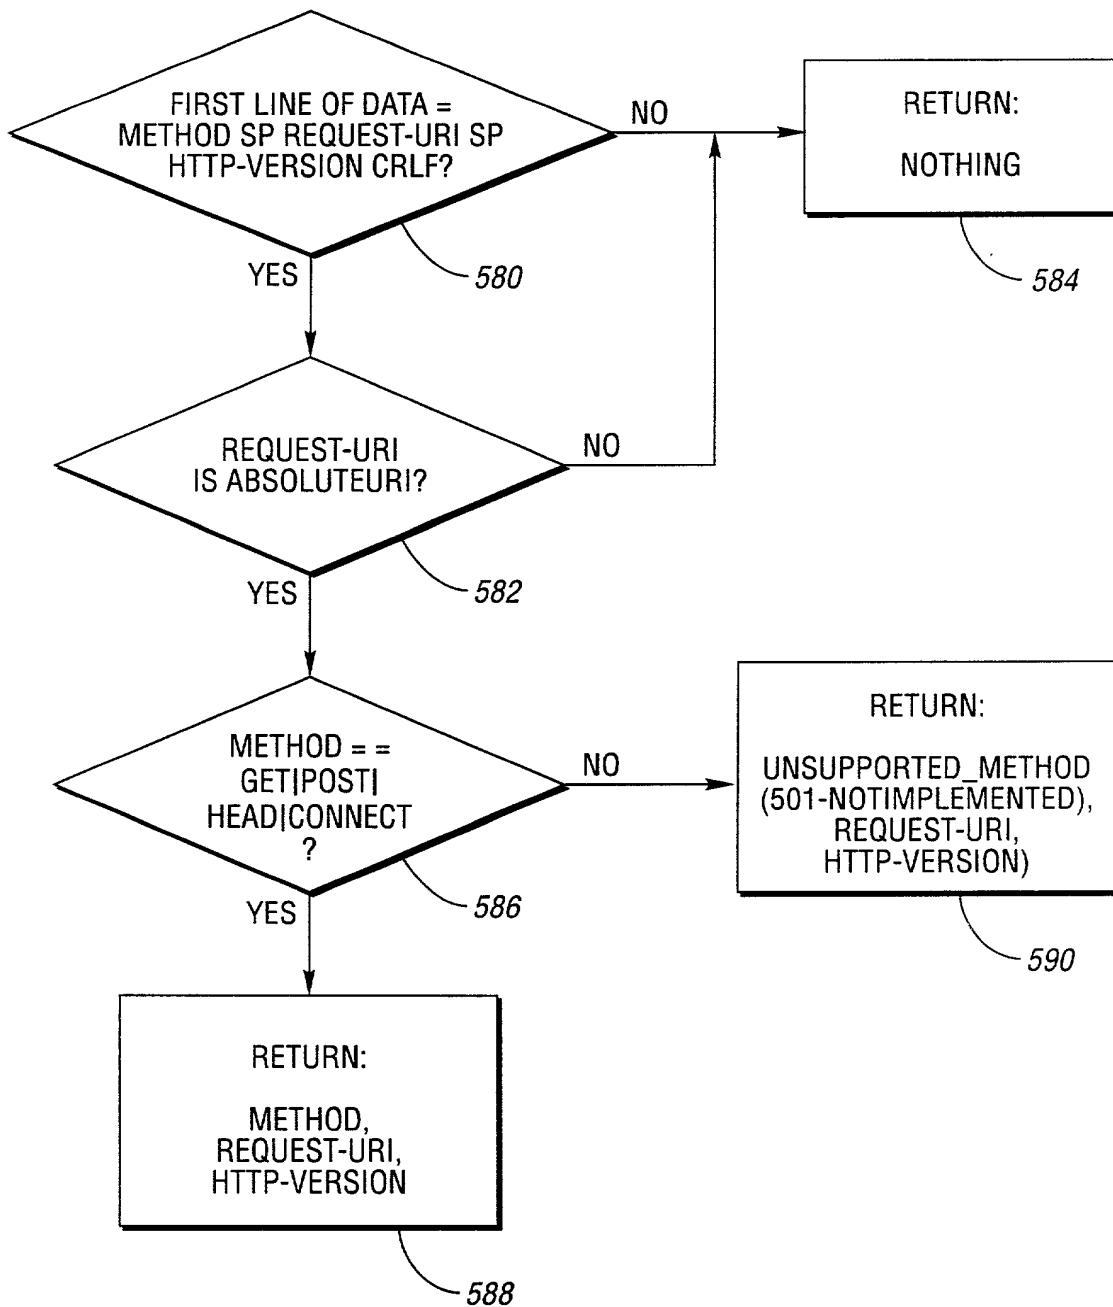 FIRST LINE OF DATA =
METHOD SP REQUEST-URI SP
HTTP-VERSION CRLF?
NO
RETURN:
NOTHING
YES
580
584
REQUEST-URI
IS ABSOLUTEURI?
NO
YES
582
METHOD = =
GET|POST|
HEAD|CONNECT
?
NO
RETURN:
UNSUPPORTED_METHOD
(501-NOTIMPLEMENTED),
REQUEST-URI,
HTTP-VERSION)
YES
586
590
RETURN:
METHOD,
REQUEST-URI,
HTTP-VERSION
588